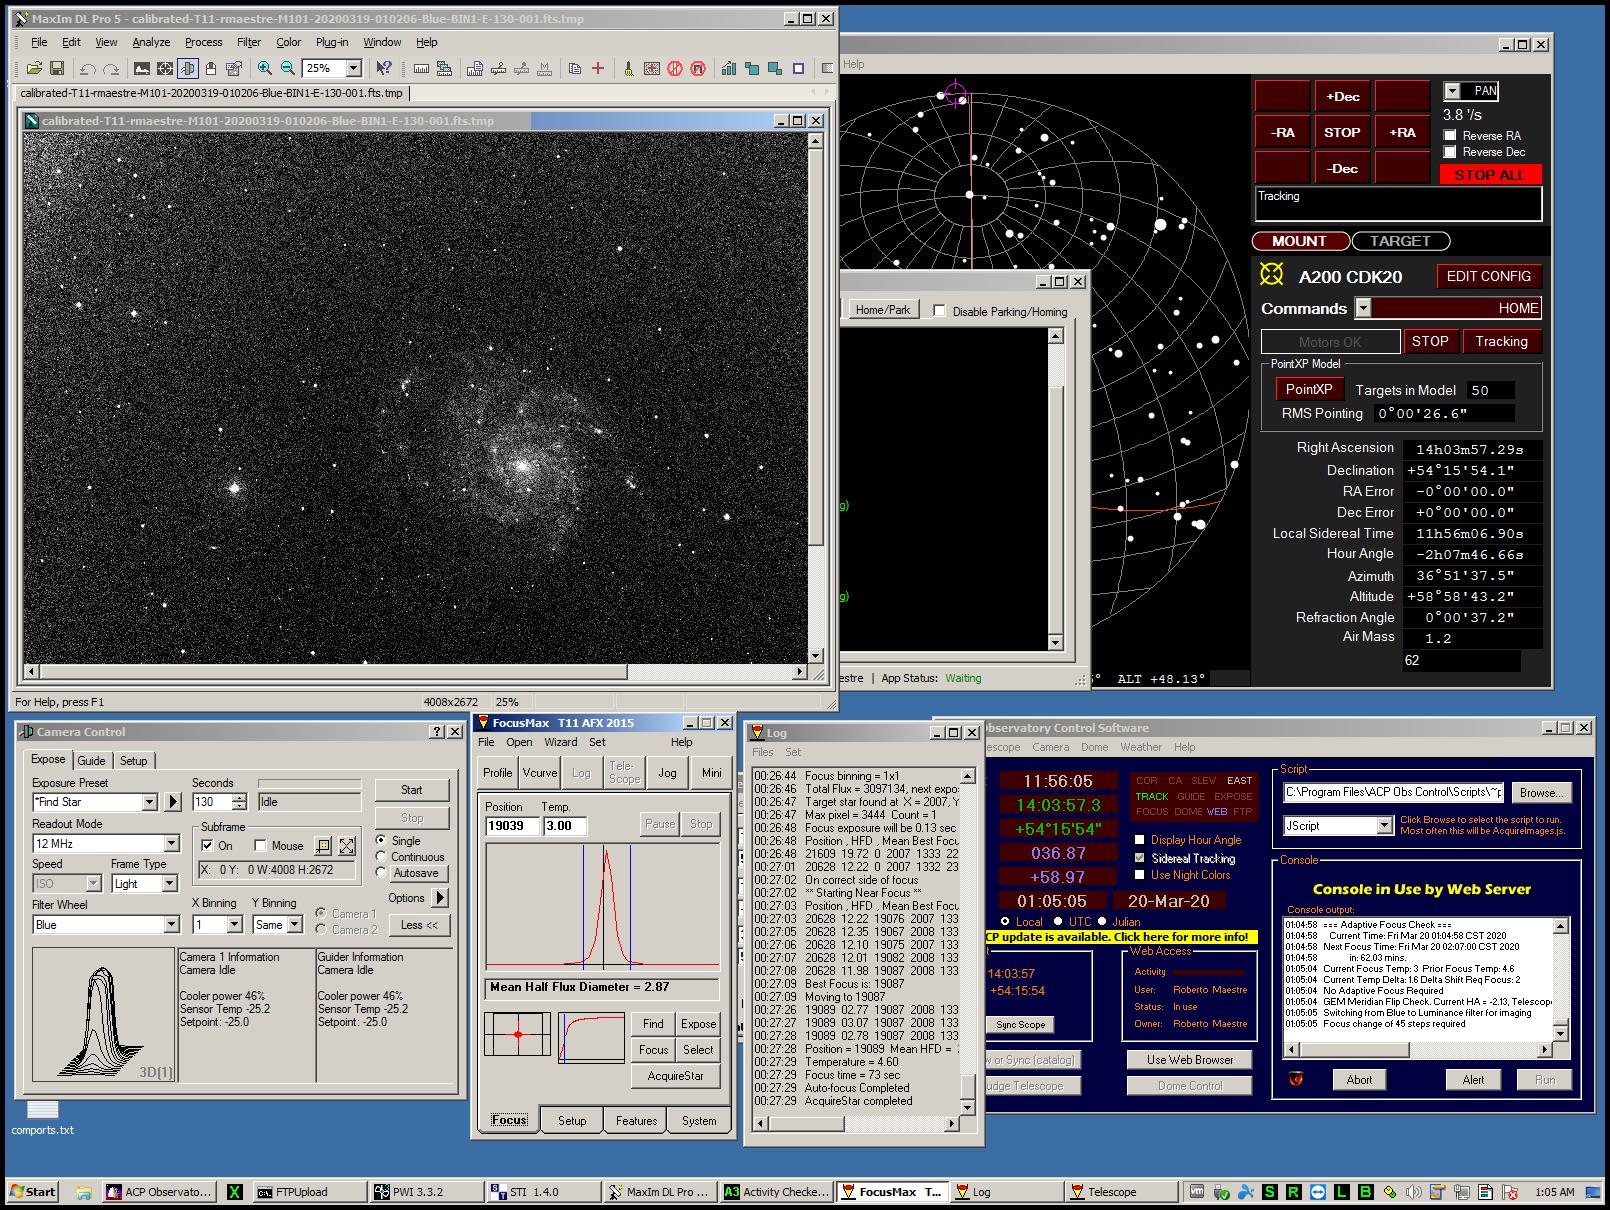 MaxIm DL Pro 5 - calibrated-T11-rmaestre-M101-20200319-010206-Blue-BIN1-E-130-001.fts.tmp
File Edit View Analyze Process Filter Color Plug-in Window Help
25%
calibrated-T11-rmaestre-M101-20200319-010206-Blue-BIN1-E-130-001.fts.tmp
calibrated-T11-rmaestre-M101-20200319-010206-Blue-BIN1-E-130-001.fts.tmp
For Help, press F1 4008x2672 25%
Help
+Dec
-RA STOP +RA
-Dec
PAN
3.8 '/s
Reverse RA
Reverse Dec
STOP ALL
Tracking
MOUNT TARGET
A200 CDK20 EDIT CONFIG
Commands HOME
Motors OK STOP Tracking
PointXP Model
PointXP Targets in Model 50
RMS Pointing 0°00'26.6"
Right Ascension 14h03m57.29s
Declination +54°15'54.1"
RA Error -0°00'00.0"
Dec Error +0°00'00.0"
Local Sidereal Time 11h56m06.90s
Hour Angle -2h07m46.66s
Azimuth 36°51'37.5"
Altitude +58°58'43.2"
Refraction Angle 0°00'37.2"
Air Mass 1.2
62
ALT +48.13°
Home/Park Disable Parking/Homing
g)
g)
estre | App Status: Waiting
Camera Control
Expose Guide Setup
Exposure Preset Seconds
*Find Star 130 Idle Start
Readout Mode Stop
12 MHz Subframe Single
On Mouse Continuous
Speed Frame Type Autosave
ISO Light X: 0 Y: 0 W:4008 H:2672
Filter Wheel X Binning Y Binning Options
Blue 1 Same Camera 1
Camera 2 Less <<
Camera 1 Information Guider Information
Camera Idle Camera Idle
Cooler power 46% Cooler power 46%
Sensor Temp -25.2 Sensor Temp -25.2
Setpoint: -25.0 Setpoint: -25.0
3D(1)
comports.txt
FocusMax T11 AFX 2015
File Open Wizard Set Help
Profile Vcurve Log Tele-Scope Jog Mini
Position Temp.
19039 3.00 Pause Stop
Mean Half Flux Diameter = 2.87
Find Expose
Focus Select
AcquireStar
Focus Setup Features System
Log
Files Set
00:26:44 Focus binning = 1x1
00:26:46 Total Flux = 3097134, next expo
00:26:47 Target star found at X = 2007, Y
00:26:47 Max pixel = 3444 Count = 1
00:26:48 Focus exposure will be 0.13 sec
00:26:48 Position , HFD , Mean Best Focu
00:26:48 21609 19.72 0 2007 1333 22
00:27:01 20628 12.22 0 2007 1333 23
00:27:02 On correct side of focus
00:27:02 ** Starting Near Focus **
00:27:03 Position , HFD , Mean Best Focu
00:27:03 20628 12.22 19076 2007 133
00:27:05 20628 12.35 19067 2008 133
00:27:06 20628 12.10 19075 2007 133
00:27:07 20628 12.01 19082 2007 133
00:27:08 20628 11.98 19087 2008 133
00:27:09 Best Focus is: 19087
00:27:09 Moving to 19087
00:27:26 19089 02.77 19087 2008 133
00:27:27 19089 03.07 19087 2008 133
00:27:28 19089 02.78 19087 2008 133
00:27:28 Position = 19089 Mean HFD =
00:27:29 Temperature = 4.60
00:27:29 Focus time = 73 sec
00:27:29 Auto-focus Completed
00:27:29 AcquireStar completed
bservatory Control Software
escope Camera Dome Weather Help
11:56:05
14:03:57.3
+54°15'54"
036.87
+58.97
01:05:05 20-Mar-20
COR CA SLEW EAST
TRACK GUIDE EXPOSE
FOCUS DOME WEB FTP
Display Hour Angle
Sidereal Tracking
Use Night Colors
Local UTC Julian
CP update is available. Click here for more info!
Web Access
14:03:57 Activity
14:15:54 User: Roberto Maestre
Status: In use
Sync Scope Owner: Roberto Maestre
w or Sync (catalog) Use Web Browser
udge Telescope Dome Control
Script
C:\Program Files\ACP Obs Control\Scripts\~p Browse...
JScript Click Browse to select the script to run.
Most often this will be AcquireImages.js.
Console
Console in Use by Web Server
Console output:
01:04:58 === Adaptive Focus Check ===
01:04:58 Current Time: Fri Mar 20 01:04:58 CST 2020
01:04:58 Next Focus Time: Fri Mar 20 02:07:00 CST 2020
01:04:58 in: 62.03 mins.
01:05:04 Current Focus Temp: 3 Prior Focus Temp: 4.6
01:05:04 Current Temp Delta: 1.6 Delta Shift Req Focus: 2
01:05:04 No Adaptive Focus Required
01:05:04 GEM Meridian Flip Check. Current HA = -2.13, Telescope
01:05:05 Switching from Blue to Luminance filter for imaging
01:05:05 Focus change of 45 steps required
Abort Alert Run
Start ACP Observato... FTPUpload PWI 3.3.2 STI 1.4.0 MaxIm DL Pro ... Activity Checke... FocusMax T... Log Telescope 1:05 AM